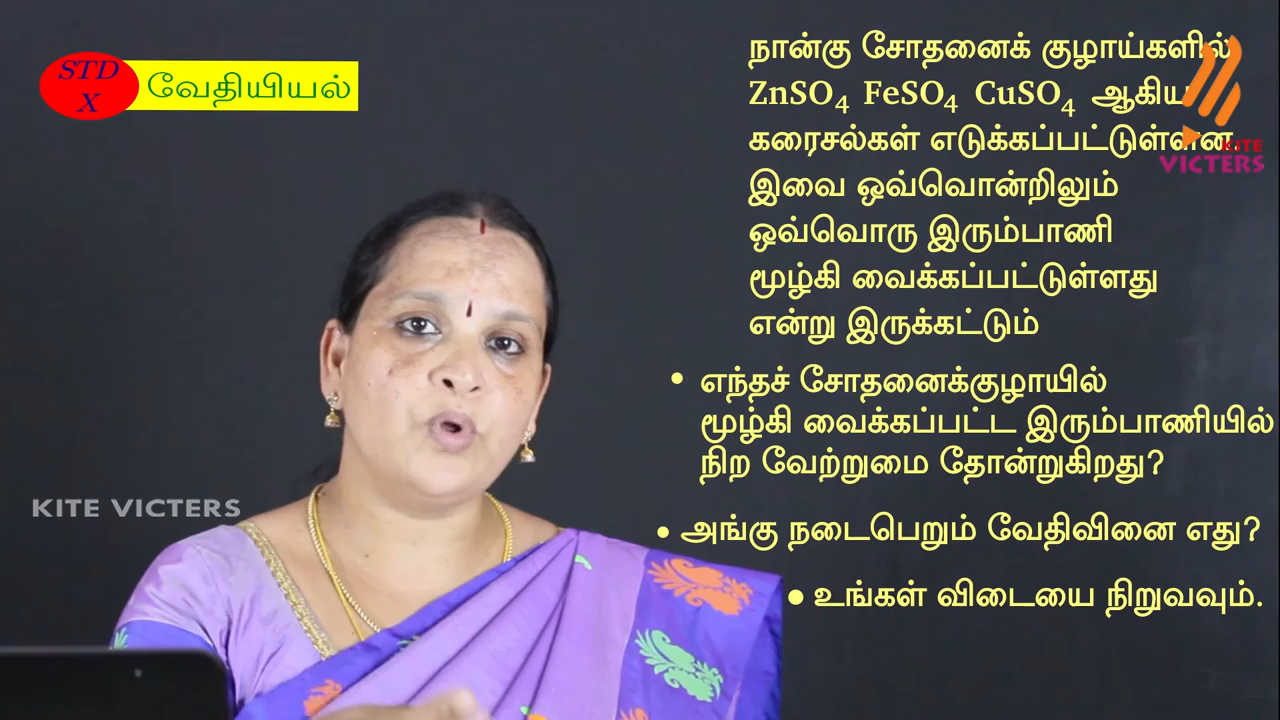 STD
X
வேதியியல்
நான்கு சோதனைக் குழாய்களில்
ZnSO₄ FeSO₄ CuSO₄ ஆகிய
கரைசல்கள் எடுக்கப்பட்டுள்ளன.
இவை ஒவ்வொன்றிலும்
ஒவ்வொரு இரும்பாணி
மூழ்கி வைக்கப்பட்டுள்ளது
என்று இருக்கட்டும்
• எந்தச் சோதனைக்குழாயில்
மூழ்கி வைக்கப்பட்ட இரும்பாணியில்
நிற வேற்றுமை தோன்றுகிறது?
• அங்கு நடைபெறும் வேதிவினை எது?
• உங்கள் விடையை நிறுவவும்.
KITE
VICTERS
KITE VICTERS